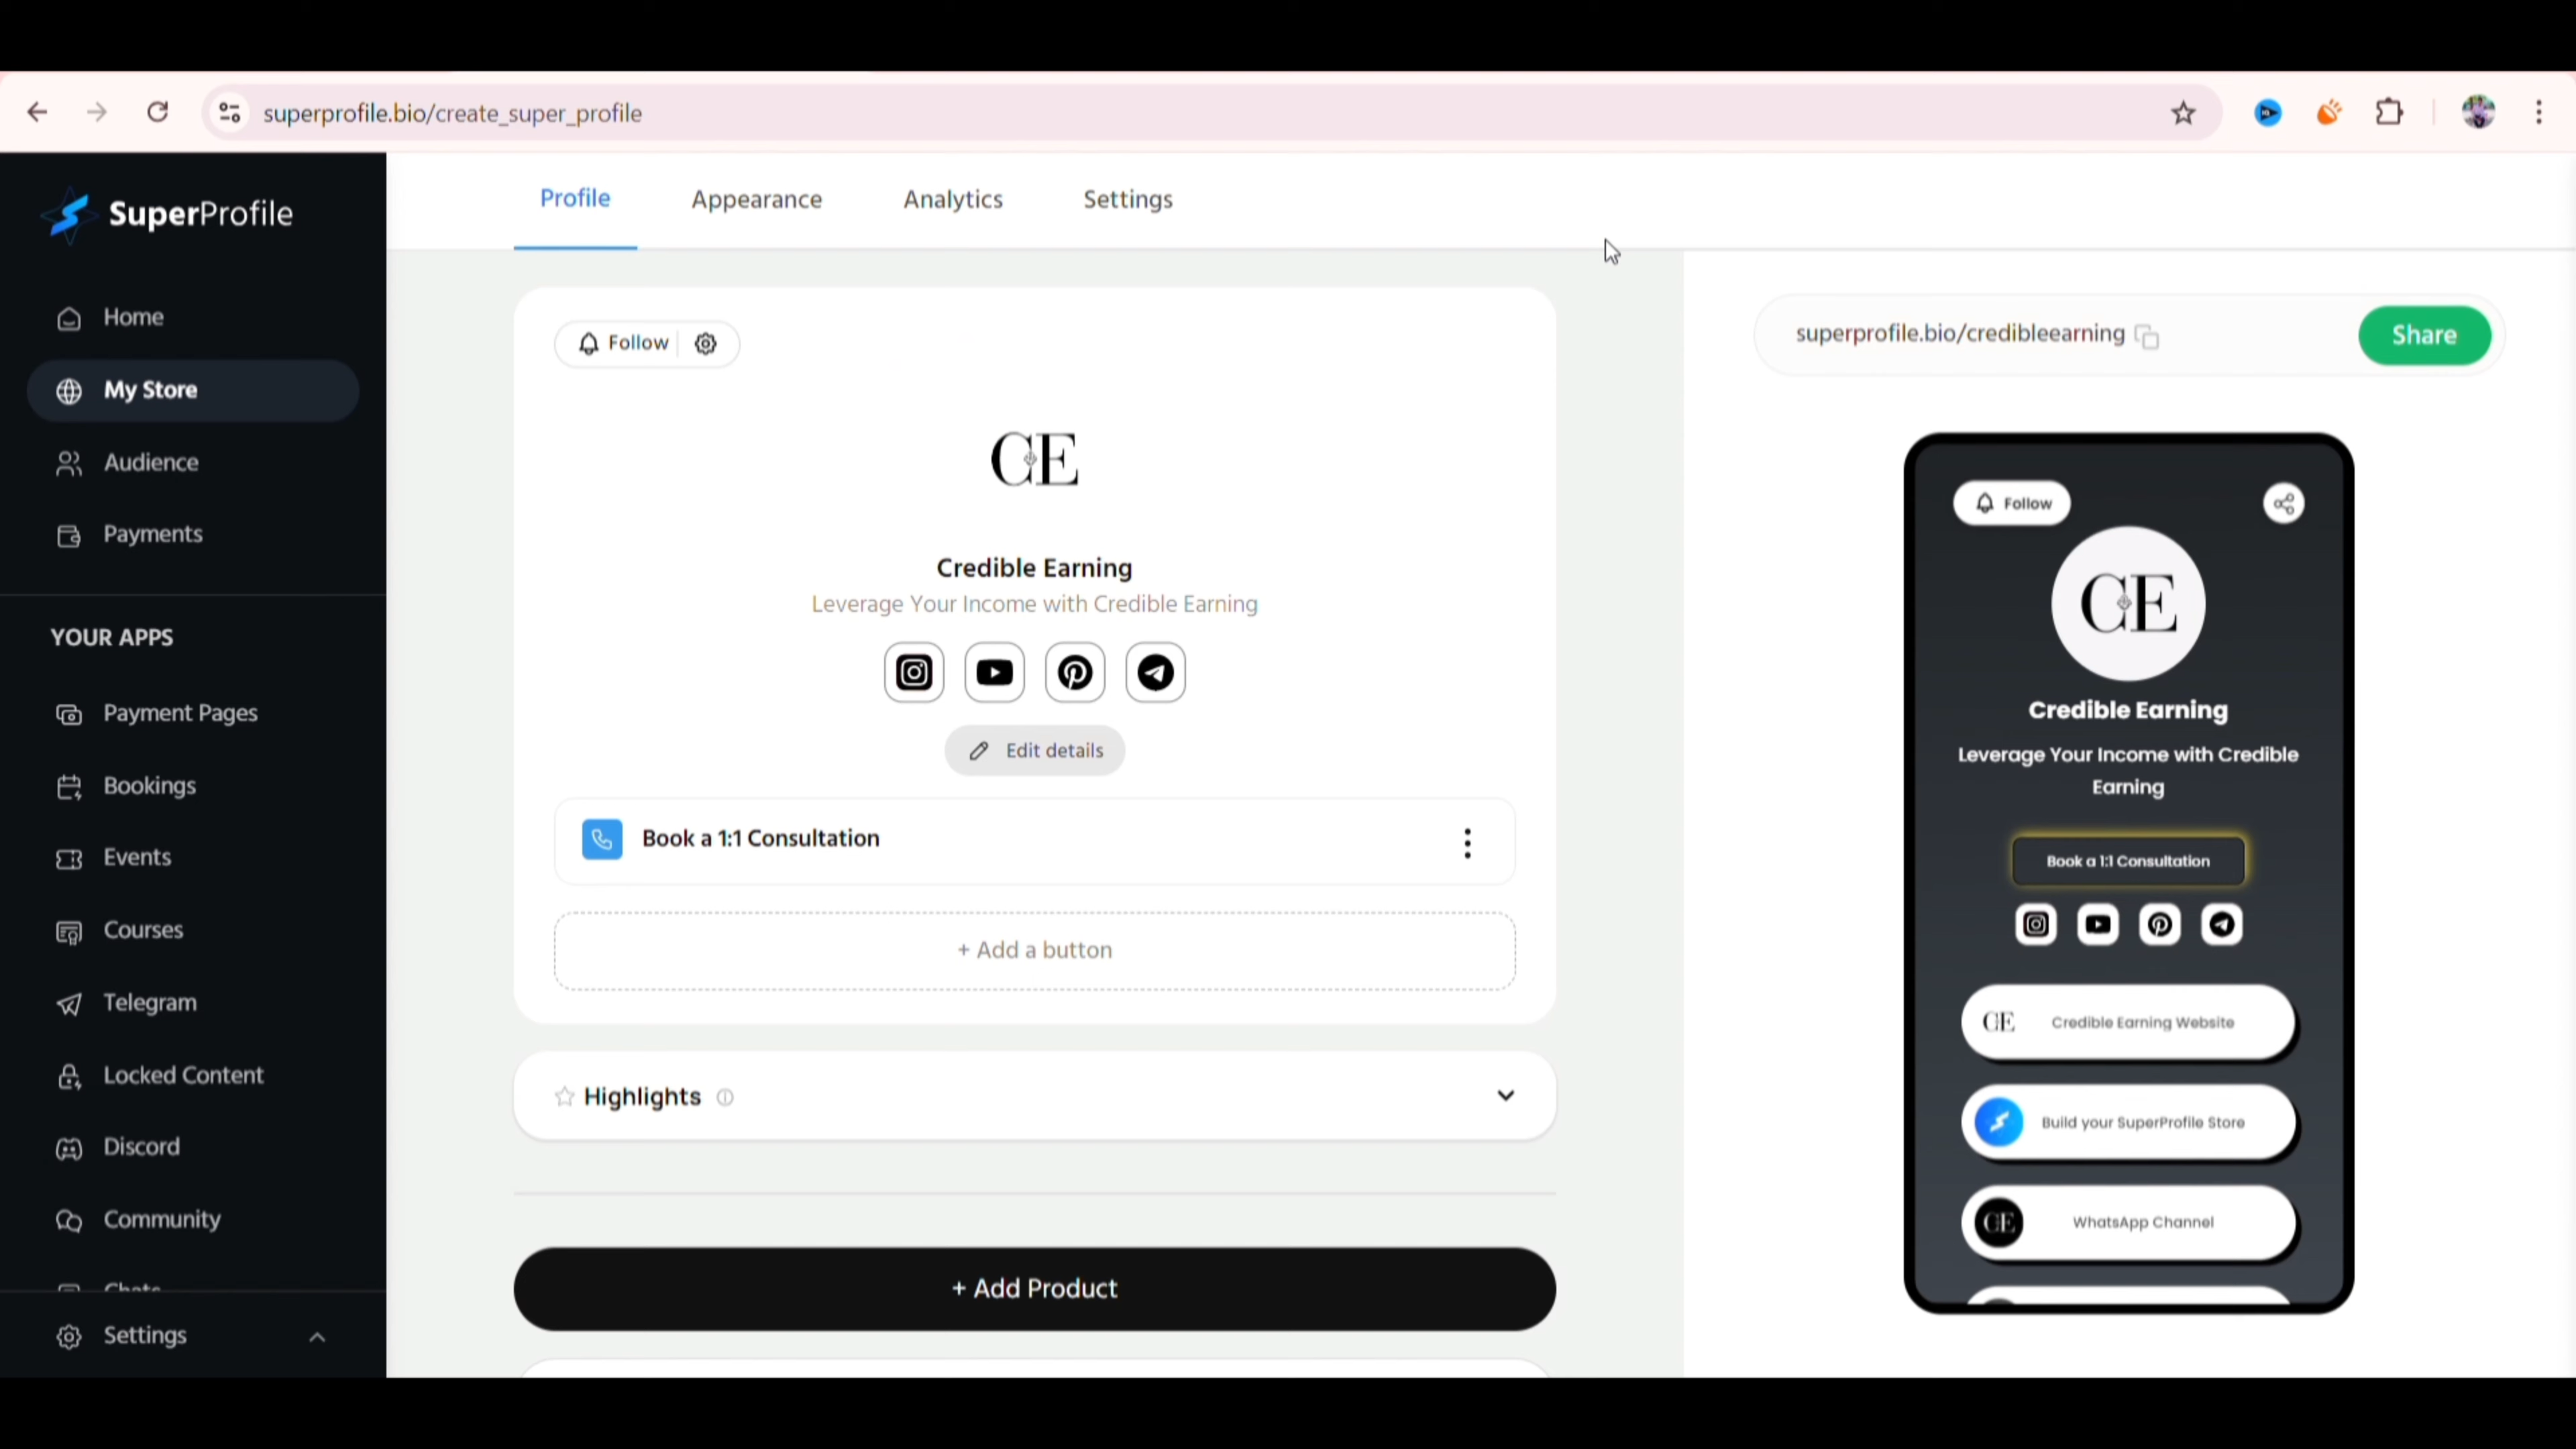 superprofile.bio/create_super_profile
SuperProfile
Home
My Store
Audience
Payments
YOUR APPS
Payment Pages
Bookings
Events
Courses
Telegram
Locked Content
Discord
Community
Chats
Settings
Profile
Appearance
Analytics
Settings
Follow
CE
Credible Earning
Leverage Your Income with Credible Earning
Edit details
Book a 1:1 Consultation
+ Add a button
Highlights
+ Add Product
superprofile.bio/credibleearning
Share
Follow
CE
Credible Earning
Leverage Your Income with Credible
Earning
Book a 1:1 Consultation
CE Credible Earning Website
Build your SuperProfile Store
CE WhatsApp Channel